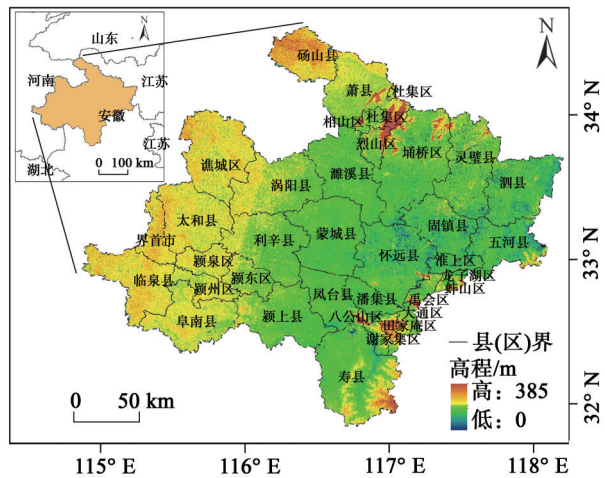 山东
N
河南
江苏
安徽
江苏
湖北
0 100 km
N
砀山县
萧县
杜集区
相山区
杜集区
烈山区
埇桥区
灵璧县
泗县
谯城区
涡阳县
濉溪县
太和县
固镇县
界首市
利辛县
蒙城县
五河县
颍泉区
怀远县
淮上区
临泉县
颍东区
龙子湖区
颍州区
凤台县
潘集县
蚌山区
禹会区
阜南县
颍上县
八公山区
大通区
田家庵区
谢家集区
寿县
县(区)界
高程/m
高：385
低：0
0 50 km
34° N
33° N
32° N
115° E
116° E
117° E
118° E